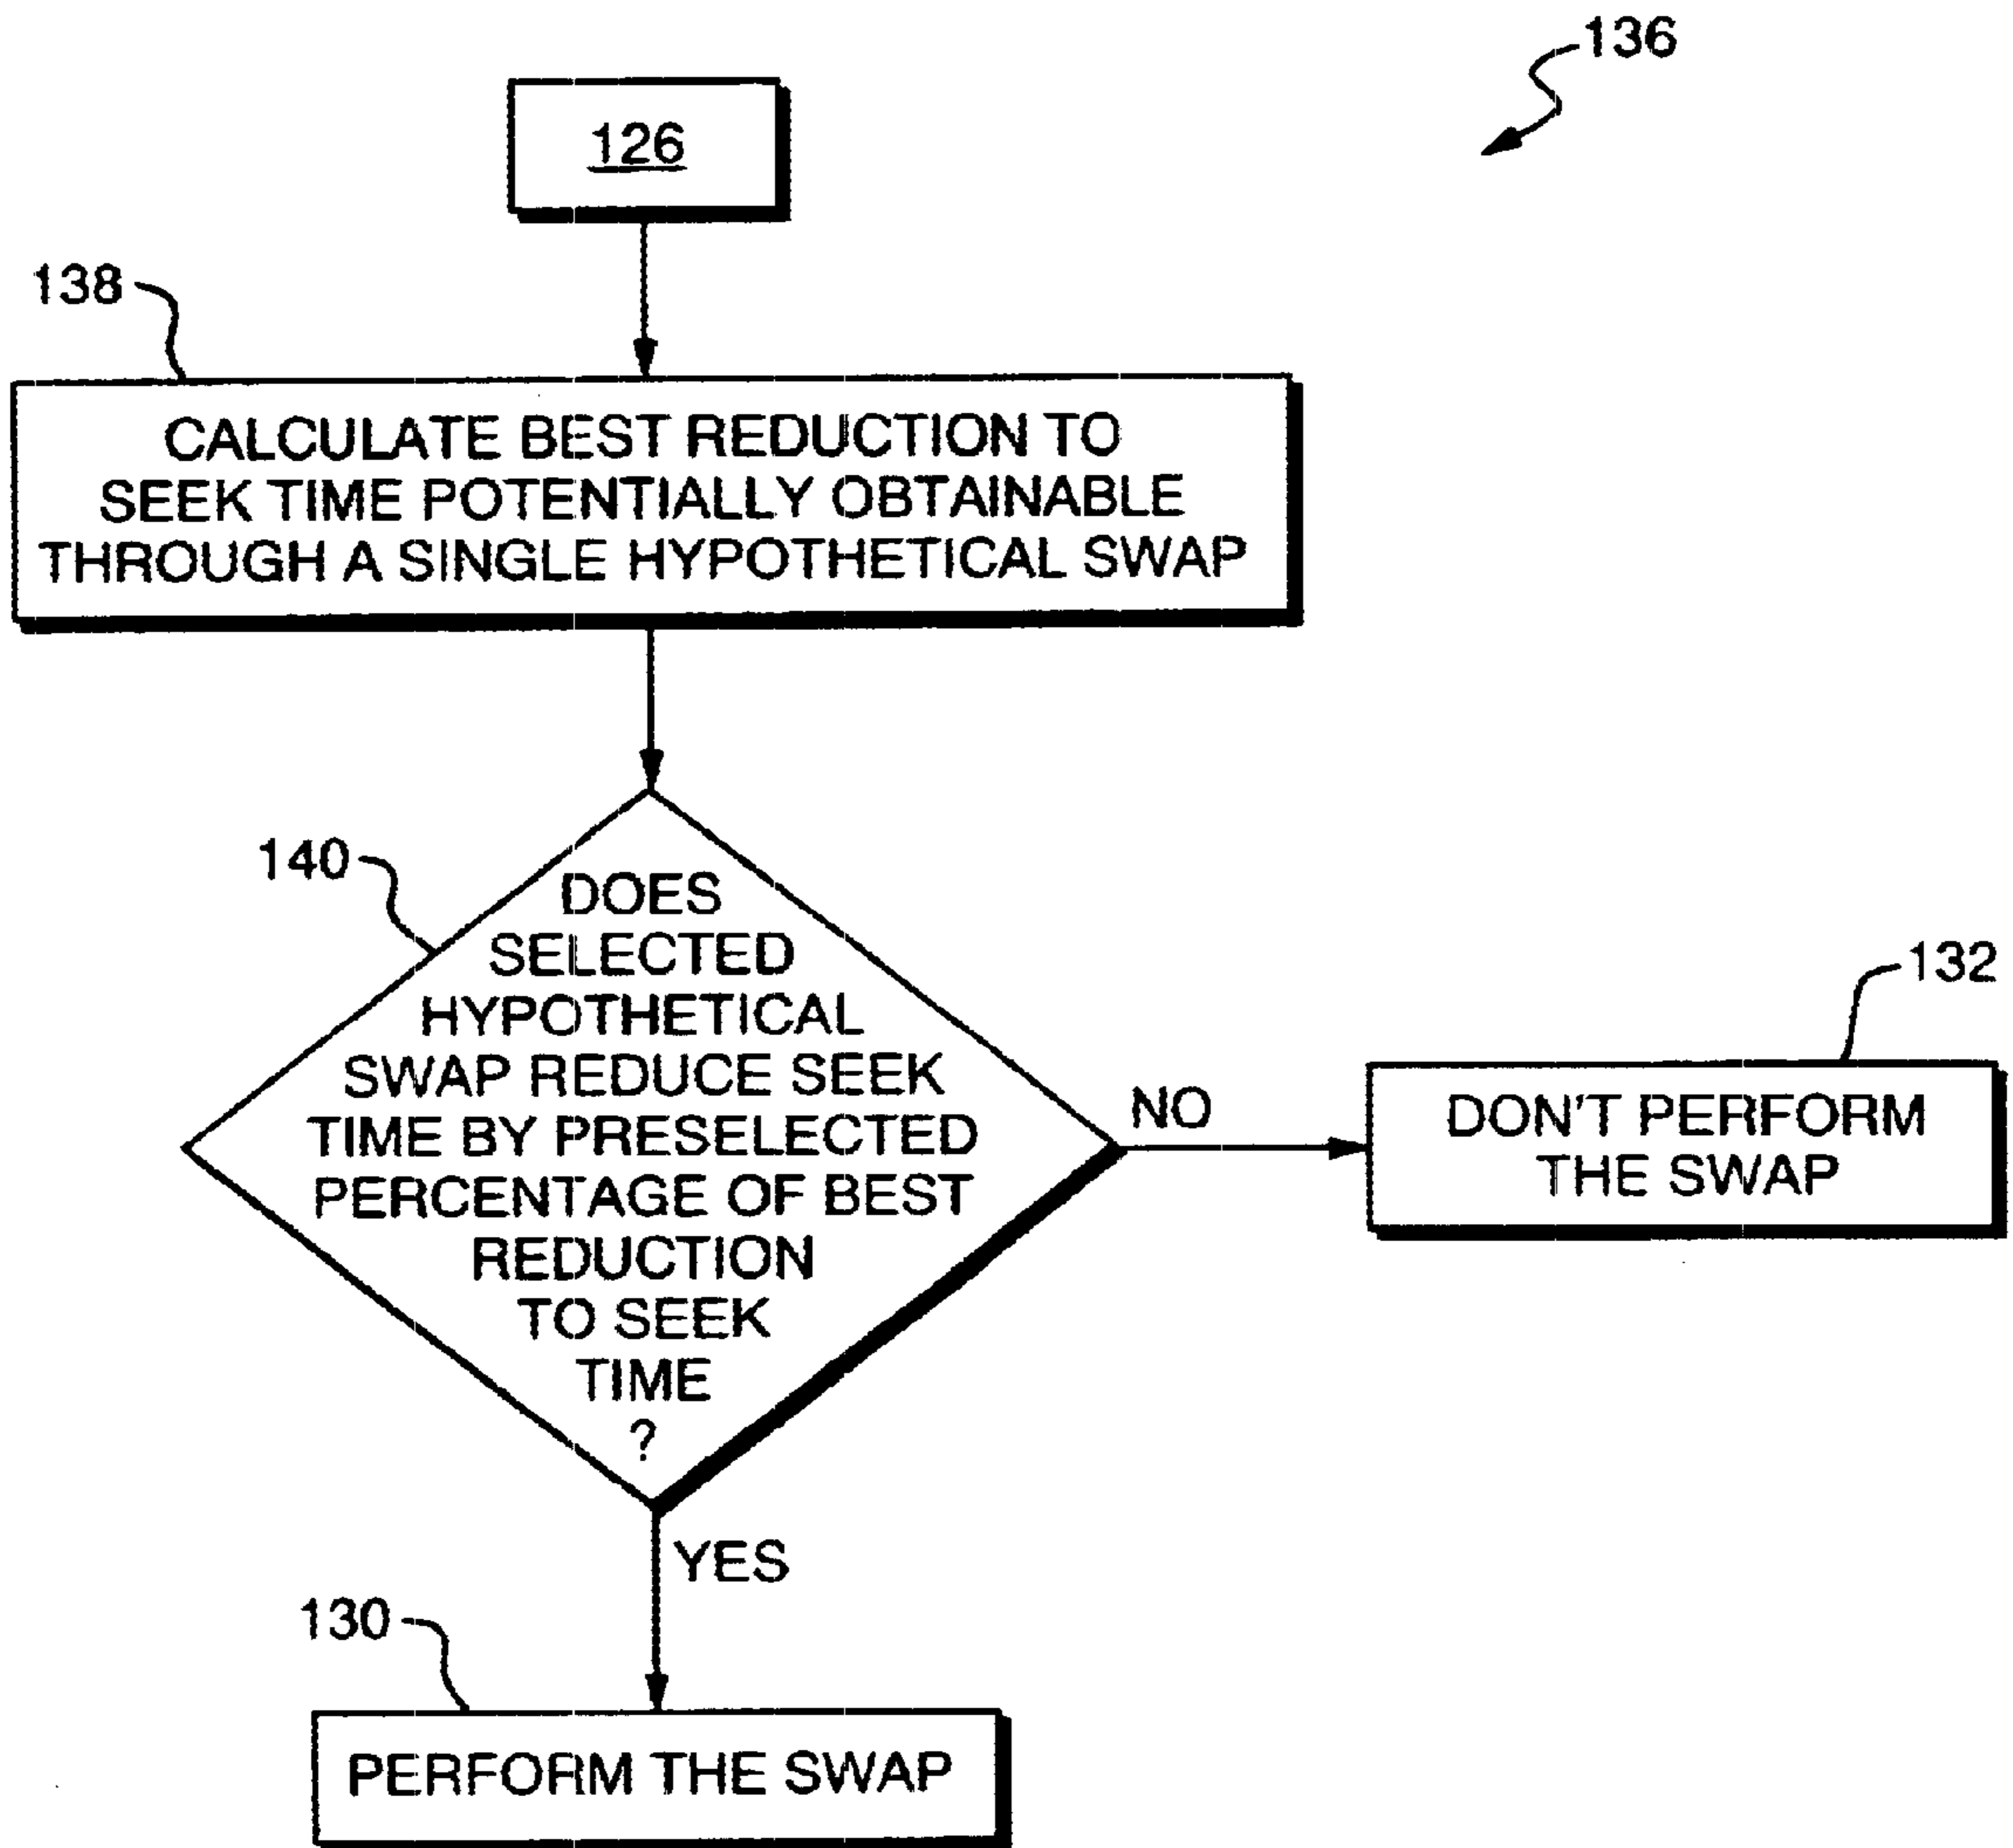 136
126
138
CALCULATE BEST REDUCTION TO
SEEK TIME POTENTIALLY OBTAINABLE
THROUGH A SINGLE HYPOTHETICAL SWAP
140
DOES
SELECTED
HYPOTHETICAL
SWAP REDUCE SEEK
TIME BY PRESELECTED
PERCENTAGE OF BEST
REDUCTION
TO SEEK
TIME
?
NO
132
DON'T PERFORM
THE SWAP
YES
130
PERFORM THE SWAP